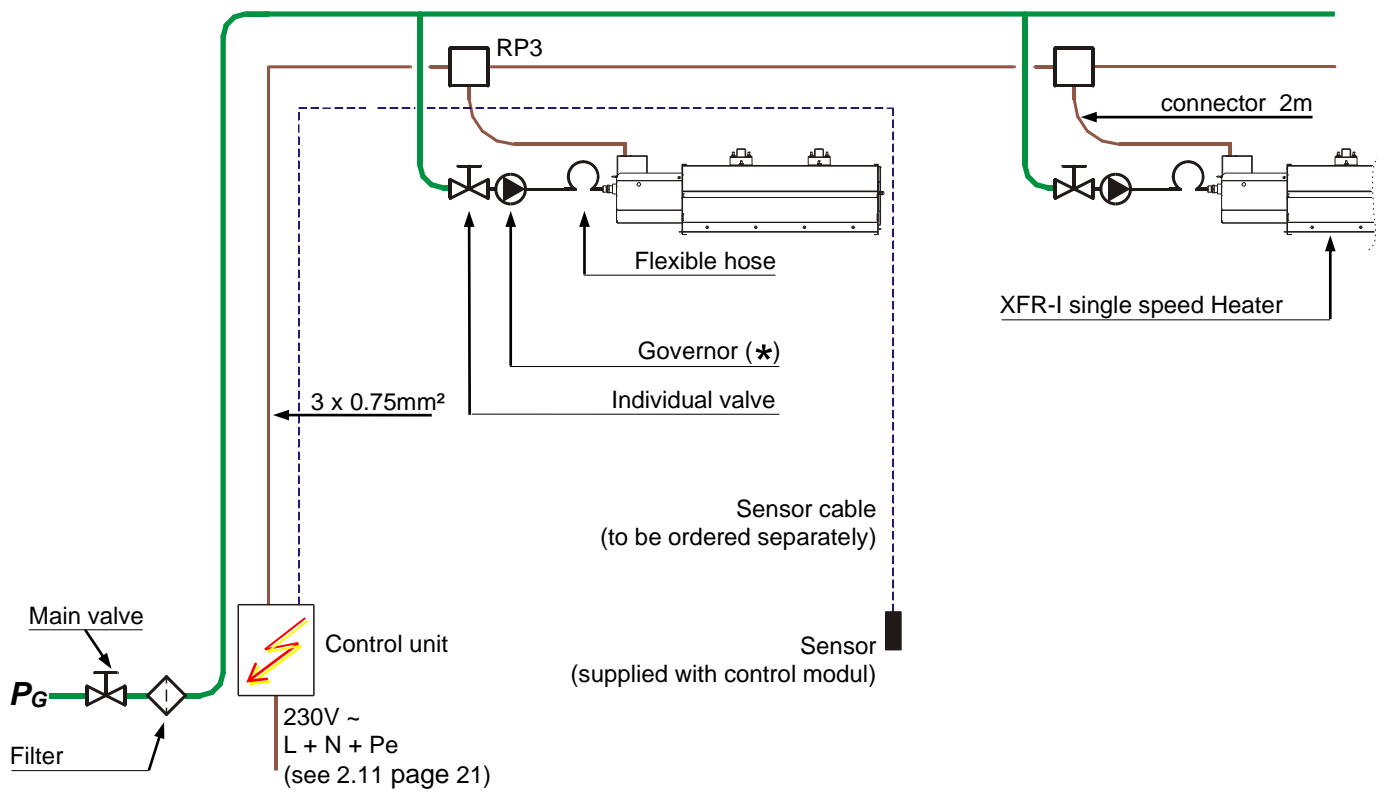 RP3
connector 2m
Flexible hose
XFR-I single speed Heater
Governor (*)
3 x 0.75mm²
Individual valve
Sensor cable
(to be ordered separately)
Main valve
Control unit
Sensor
(supplied with control modul)
PG
230V ~
L + N + Pe
(see 2.11 page 21)
Filter